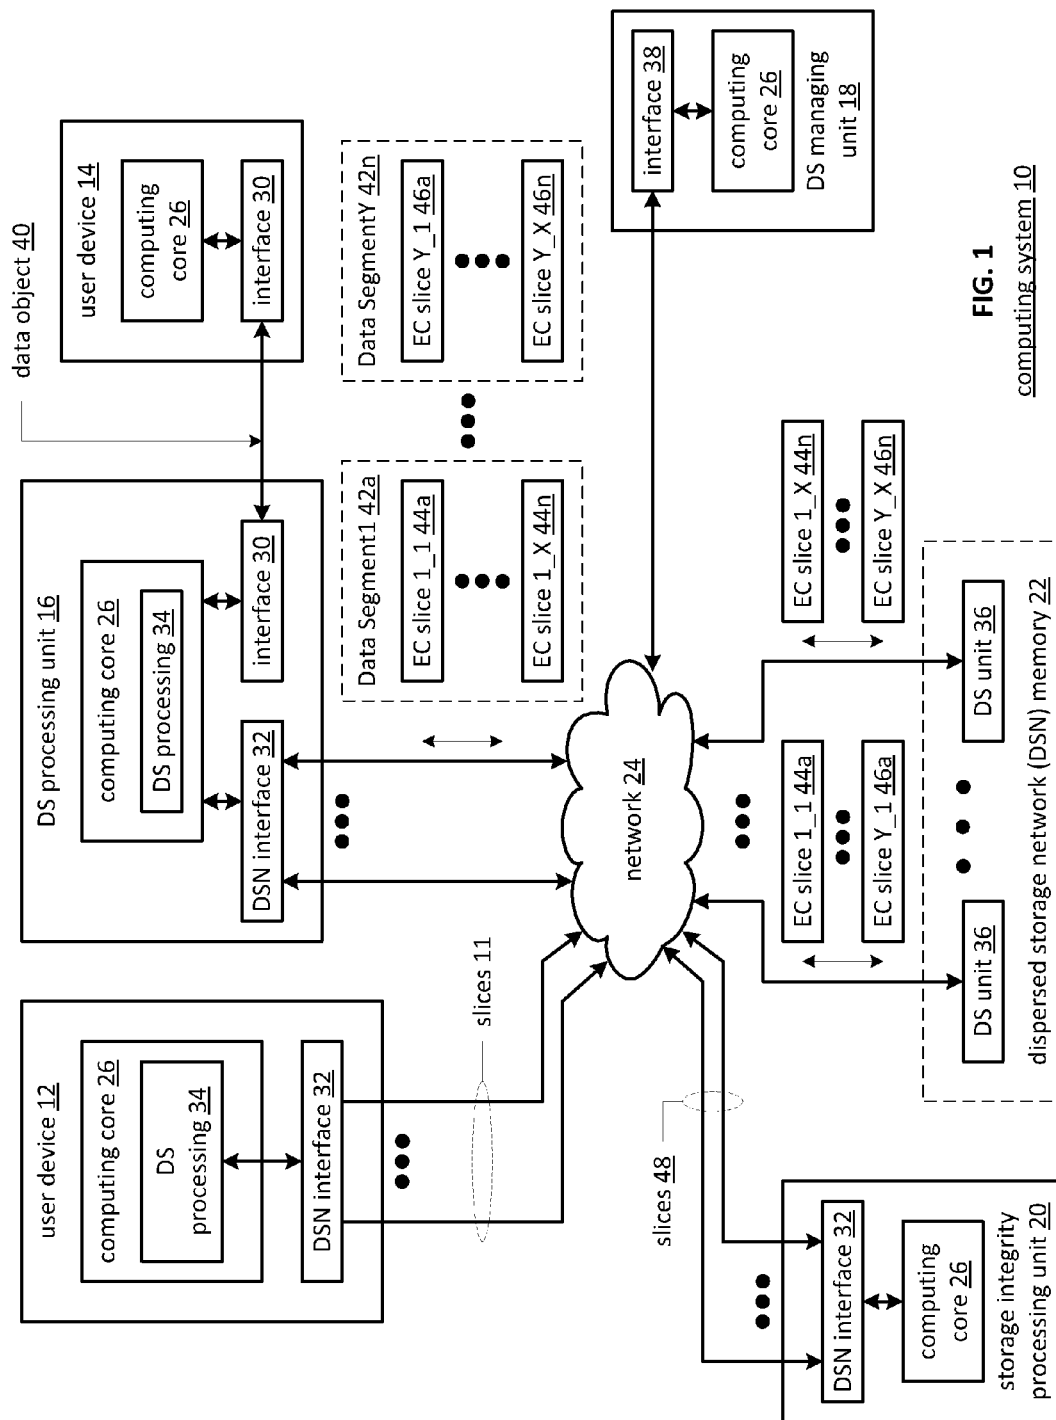 user device 12
computing core 26
DS
processing 34
DSN interface 32
slices 11
DS processing unit 16
computing core 26
DS processing 34
DSN interface 32
interface 30
data object 40
user device 14
computing
core 26
interface 30
Data Segment1 42a
EC slice 1_1 44a
EC slice 1_X 44n
Data SegmentY 42n
EC slice Y_1 46a
EC slice Y_X 46n
network 24
slices 48
DSN interface 32
computing
core 26
storage integrity
processing unit 20
EC slice 1_1 44a
EC slice Y_1 46a
EC slice 1_X 44n
EC slice Y_X 46n
DS unit 36
DS unit 36
dispersed storage network (DSN) memory 22
interface 38
computing
core 26
DS managing
unit 18
FIG. 1
computing system 10